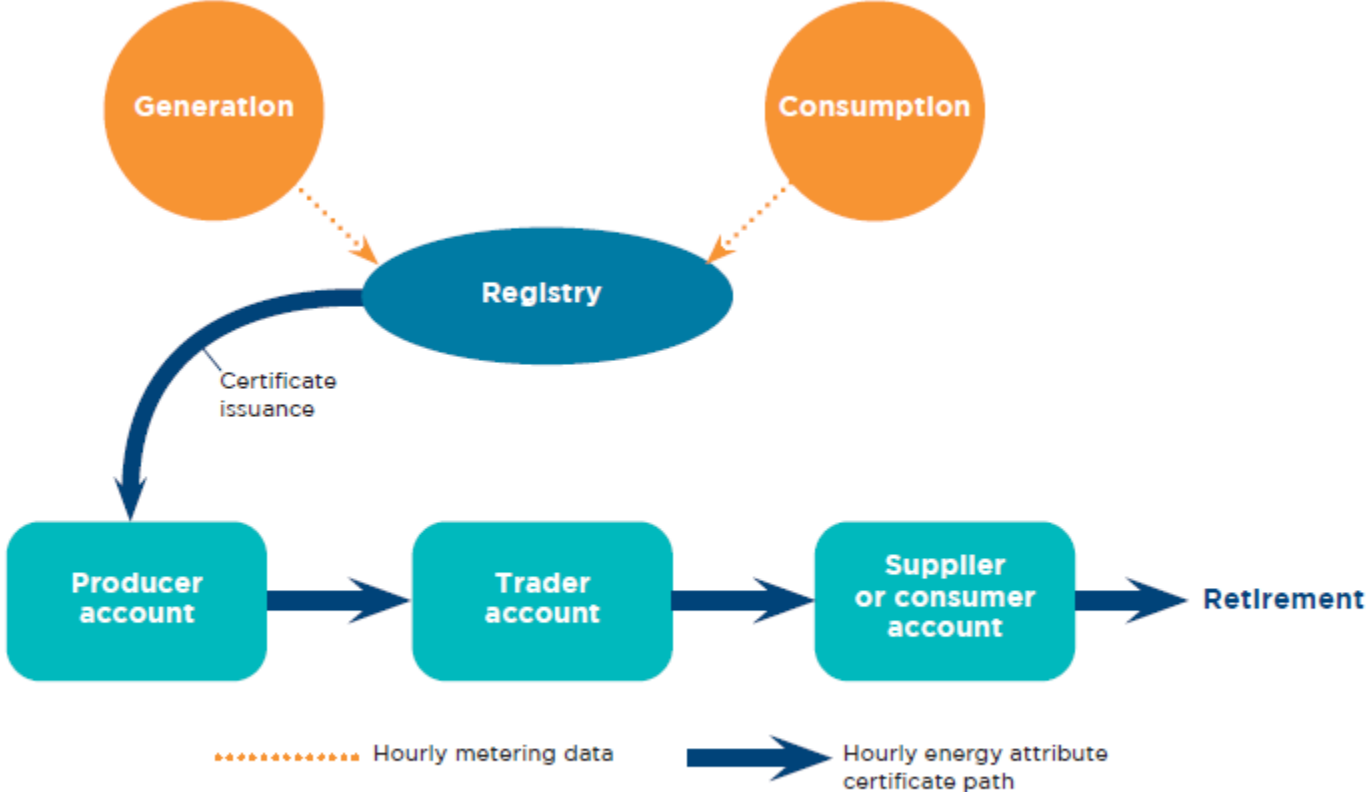 Generation
Consumption
Registry
Certificate
issuance
Producer
account
Trader
account
Supplier
or consumer
account
Retirement
Hourly metering data
Hourly energy attribute
certificate path